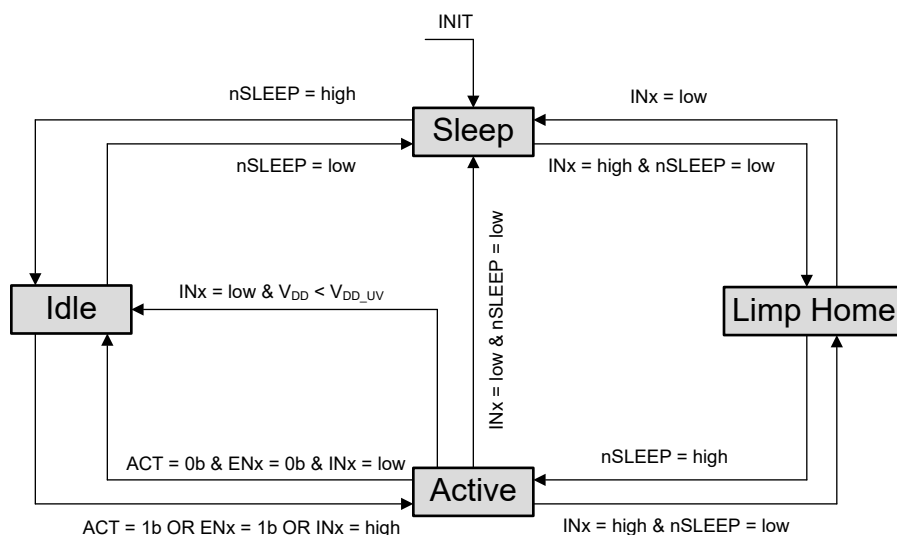 INIT
nSLEEP = high
INx = low
Sleep
nSLEEP = low
INx = high & nSLEEP = low
INx = low & nSLEEP = low
INx = low & VDD < VDD_UV
Idle
Limp Home
ACT = 0b & ENx = 0b & INx = low
nSLEEP = high
Active
ACT = 1b OR ENx = 1b OR INx = high
INx = high & nSLEEP = low